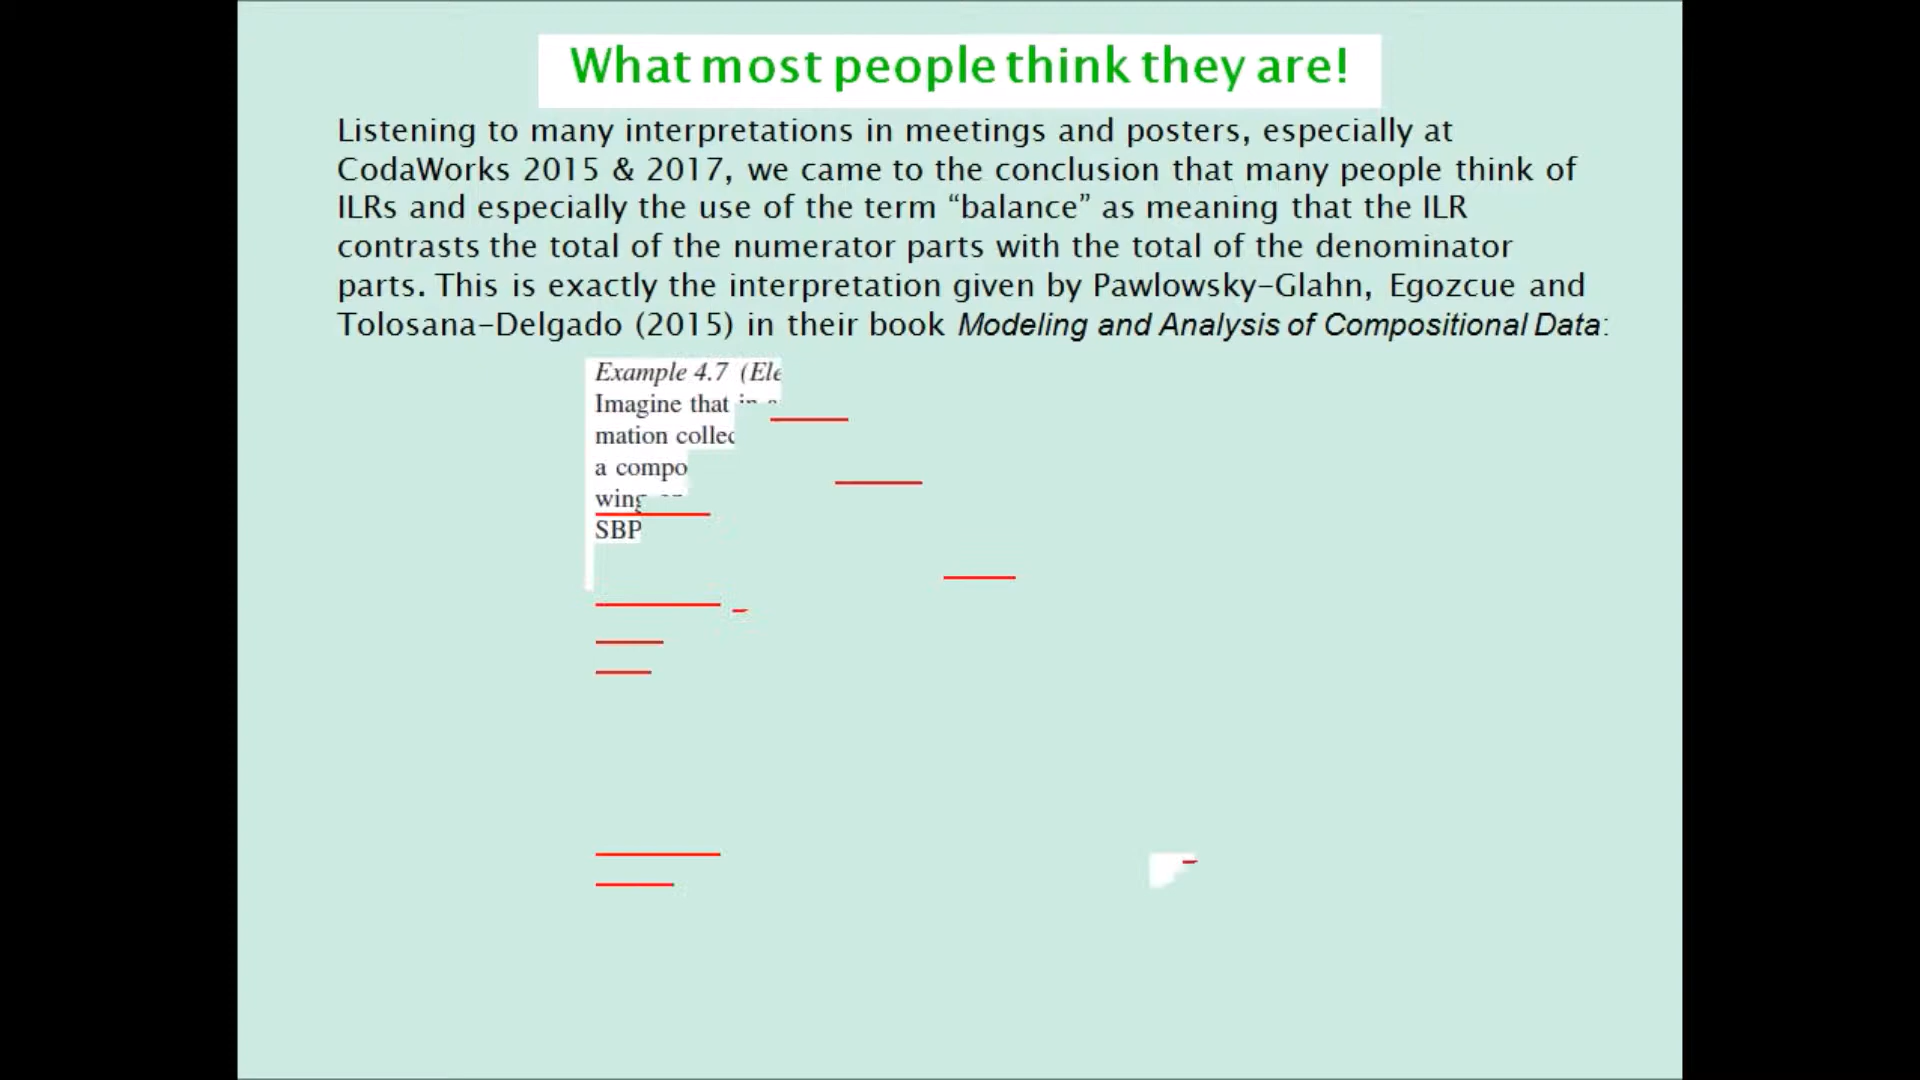 What most people think they are!
Listening to many interpretations in meetings and posters, especially at
CodaWorks 2015 & 2017, we came to the conclusion that many people think of
ILRs and especially the use of the term “balance” as meaning that the ILR
contrasts the total of the numerator parts with the total of the denominator
parts. This is exactly the interpretation given by Pawlowsky-Glahn, Egozcue and
Tolosana-Delgado (2015) in their book Modeling and Analysis of Compositional Data:
Example 4.7 (Ele
Imagine that
mation collec
a compo
wing
SBP